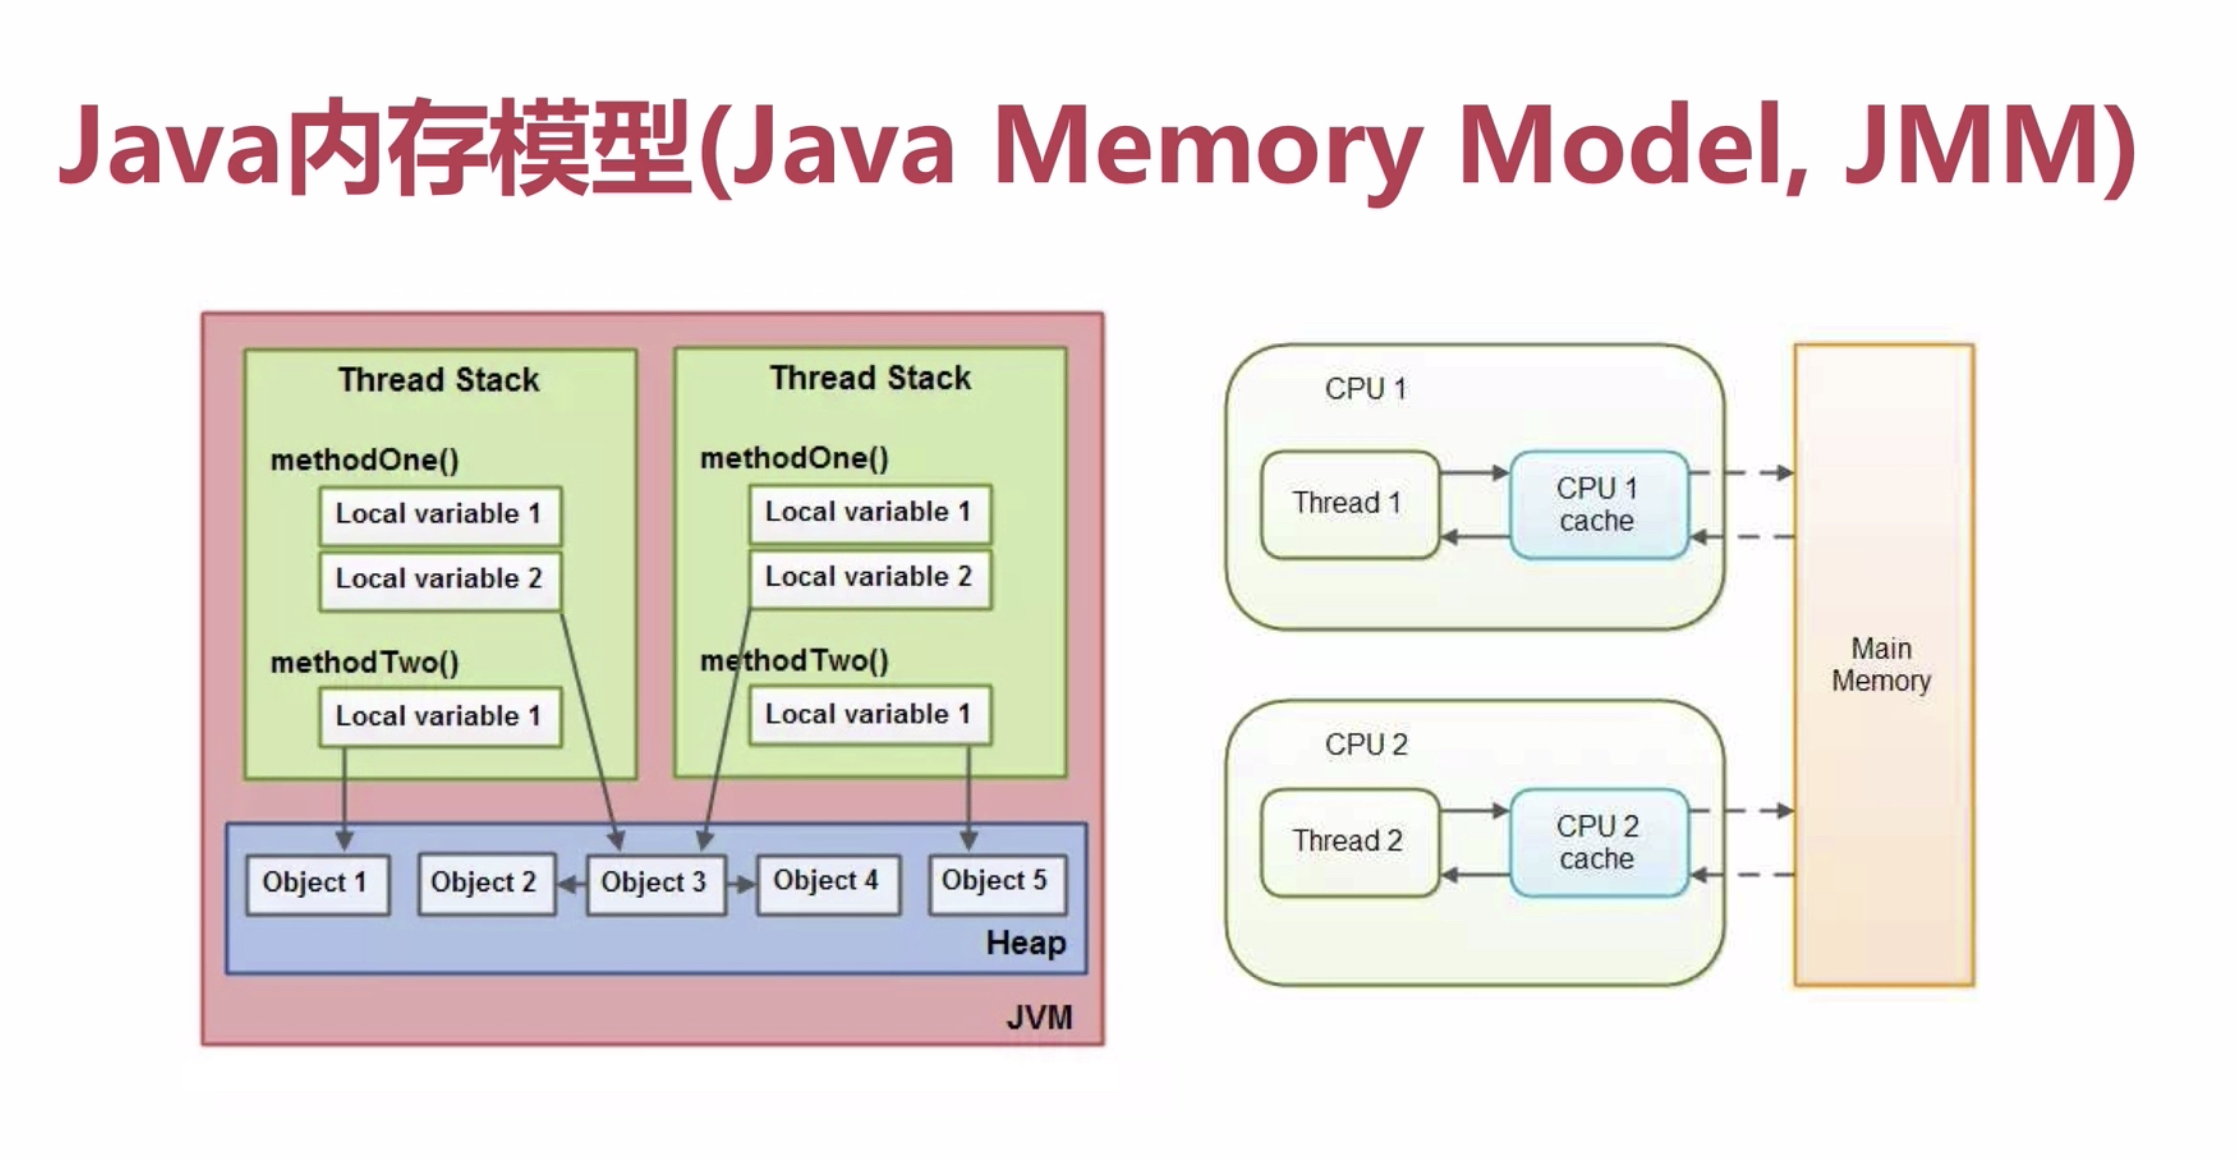 Java内存模型(Java Memory Model, JMM)
Thread Stack
methodOne()
Local variable 1
Local variable 2
methodTwo()
Local variable 1
Thread Stack
methodOne()
Local variable 1
Local variable 2
methodTwo()
Local variable 1
Object 1
Object 2
Object 3
Object 4
Object 5
Heap
JVM
CPU 1
Thread 1
CPU 1
cache
CPU 2
Thread 2
CPU 2
cache
Main
Memory